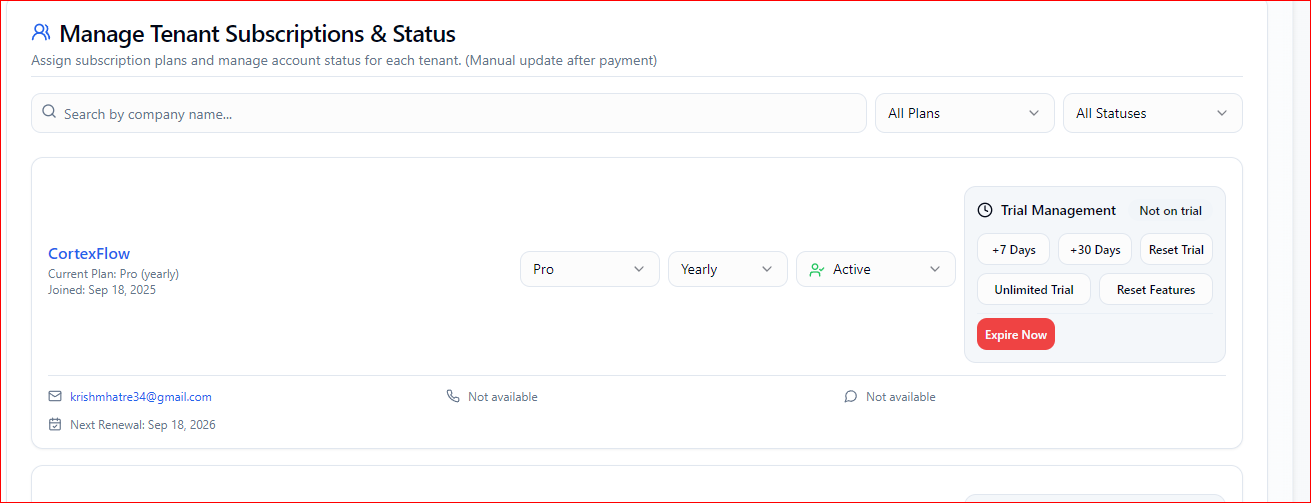 Manage Tenant Subscriptions & Status
Assign subscription plans and manage account status for each tenant. (Manual update after payment)
Search by company name...
All Plans
All Statuses
CortexFlow
Current Plan: Pro (yearly)
Joined: Sep 18, 2025
Pro
Yearly
Active
Trial Management
Not on trial
+7 Days
+30 Days
Reset Trial
Unlimited Trial
Reset Features
Expire Now
krishmhatre34@gmail.com
Not available
Not available
Next Renewal: Sep 18, 2026